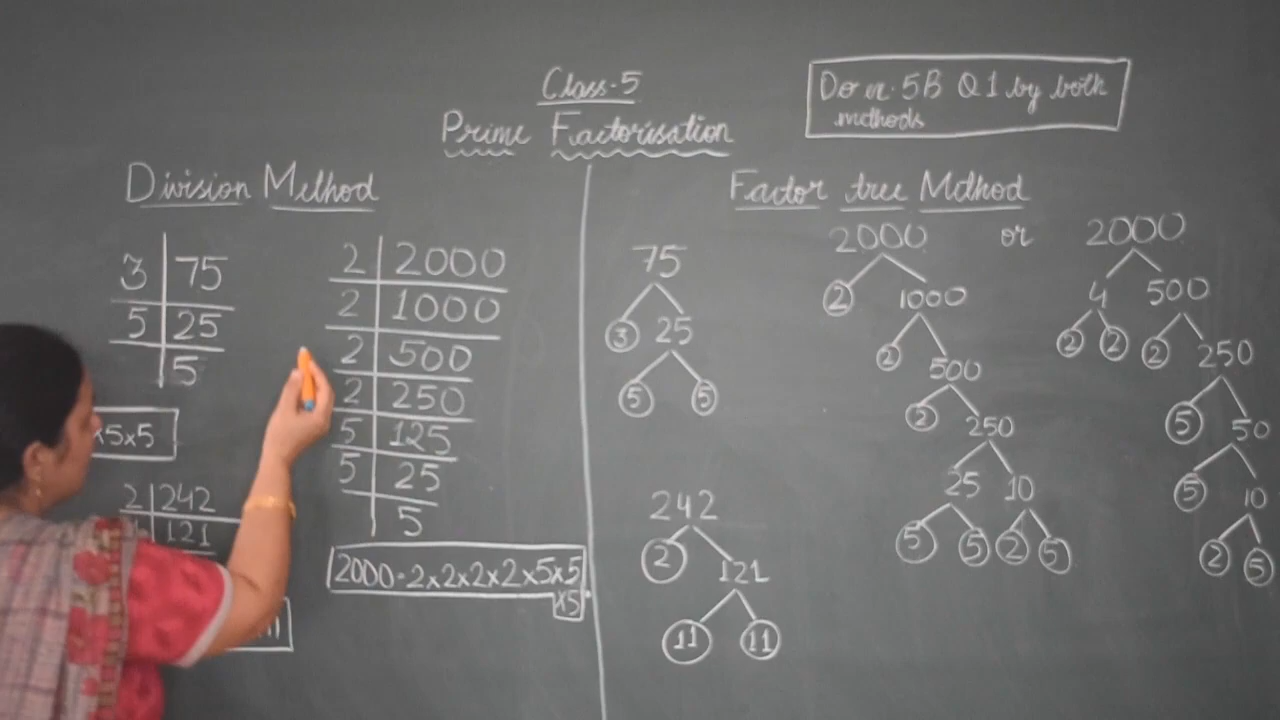 Class-5
Prime Factorisation
Do n. 5B Q1 by both
methods
Division Method
3 75
5 25
5
x5x5
2 242
121
11
2 2000
2 1000
2 500
2 250
5 125
5 25
5
2000=2x2x2x2x5x5
x5
Factor tree Method
75
3 25
5 5
242
2 121
11 11
2000 or 2000
2 1000
2 500
2 250
25 10
5 5 2 5
4 500
2 2 2 250
5 50
5 10
2 5